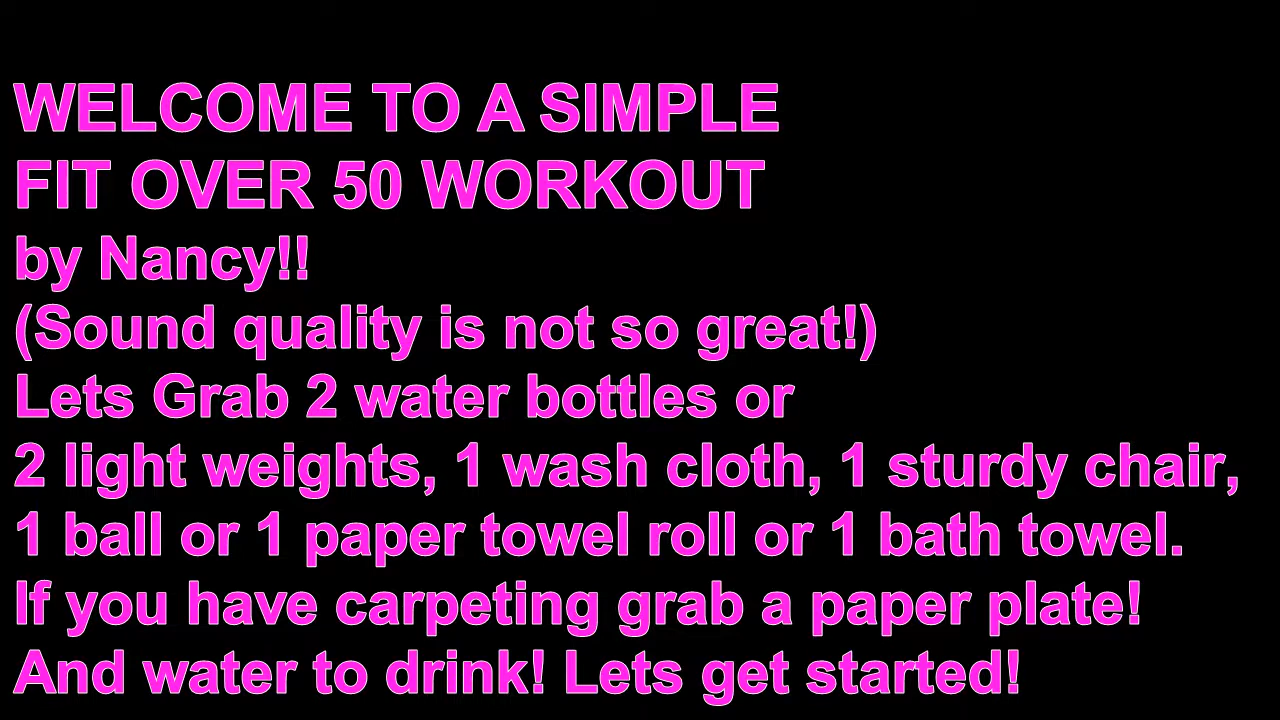 WELCOME TO A SIMPLE
FIT OVER 50 WORKOUT
by Nancy!!
(Sound quality is not so great!)
Lets Grab 2 water bottles or
2 light weights, 1 wash cloth, 1 sturdy chair,
1 ball or 1 paper towel roll or 1 bath towel.
If you have carpeting grab a paper plate!
And water to drink! Lets get started!